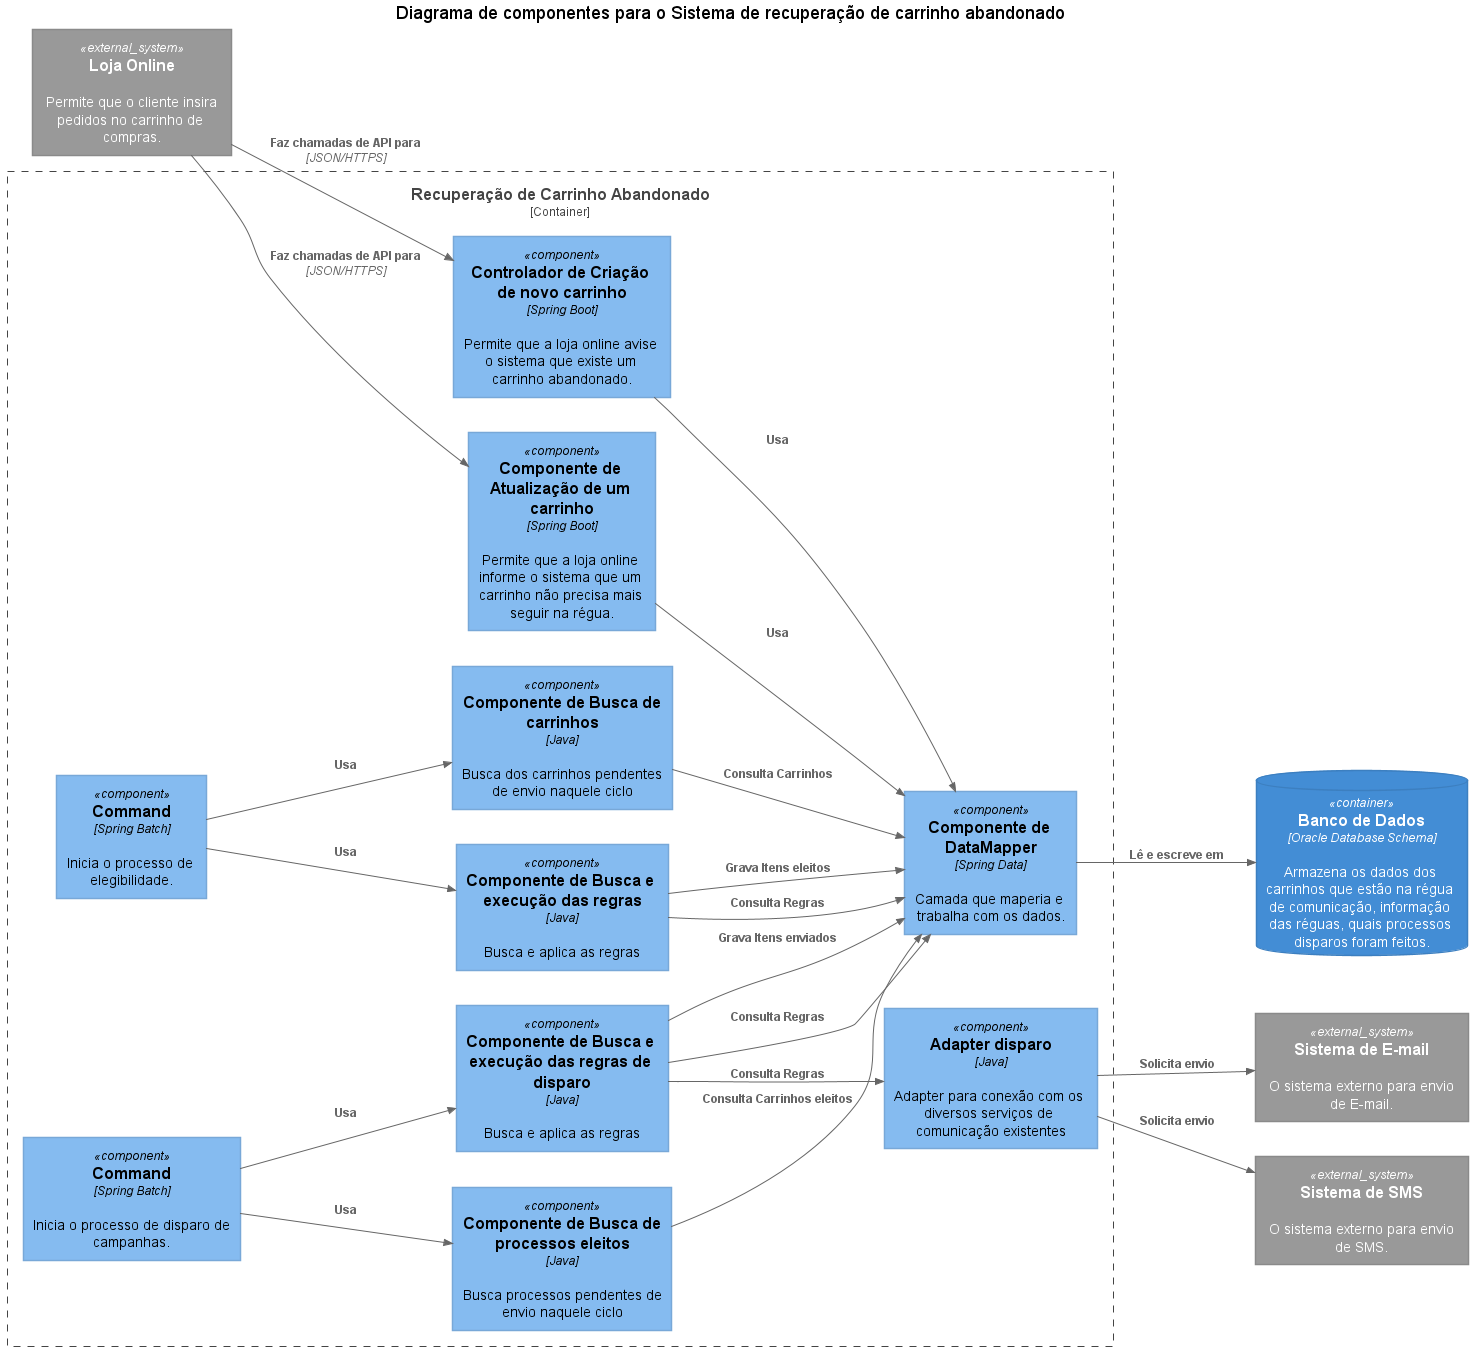 Diagrama de componentes para o Sistema de recuperação de carrinho abandonado
«external_system»
Loja Online
Permite que o cliente insira
pedidos no carrinho de
compras.
Faz chamadas de API para
[JSON/HTTPS]
Faz chamadas de API para
[JSON/HTTPS]
Recuperação de Carrinho Abandonado
[Container]
«component»
Controlador de Criação
de novo carrinho
[Spring Boot]
Permite que a loja online avise
o sistema que existe um
carrinho abandonado.
Usa
«component»
Componente de
Atualização de um
carrinho
[Spring Boot]
Permite que a loja online
informe o sistema que um
carrinho não precisa mais
seguir na régua.
Usa
«component»
Componente de Busca de
carrinhos
[Java]
Busca dos carrinhos pendentes
de envio naquele ciclo
Usa
Consulta Carrinhos
«component»
Command
[Spring Batch]
Inicia o processo de
elegibilidade.
Usa
«component»
Componente de Busca e
execução das regras
[Java]
Busca e aplica as regras
Grava Itens eleitos
Consulta Regras
Grava Itens enviados
«component»
Componente de
DataMapper
[Spring Data]
Camada que maperia e
trabalha com os dados.
Lê e escreve em
«container»
Banco de Dados
[Oracle Database Schema]
Armazena os dados dos
carrinhos que estão na régua
de comunicação, informação
das réguas, quais processos
disparos foram feitos.
«component»
Componente de Busca e
execução das regras de
disparo
[Java]
Busca e aplica as regras
Consulta Regras
Consulta Regras
Consulta Carrinhos eleitos
«component»
Adapter disparo
[Java]
Adapter para conexão com os
diversos serviços de
comunicação existentes
Solicita envio
Solicita envio
«external_system»
Sistema de E-mail
O sistema externo para envio
de E-mail.
«external_system»
Sistema de SMS
O sistema externo para envio
de SMS.
Usa
«component»
Command
[Spring Batch]
Inicia o processo de disparo de
campanhas.
Usa
«component»
Componente de Busca de
processos eleitos
[Java]
Busca processos pendentes de
envio naquele ciclo